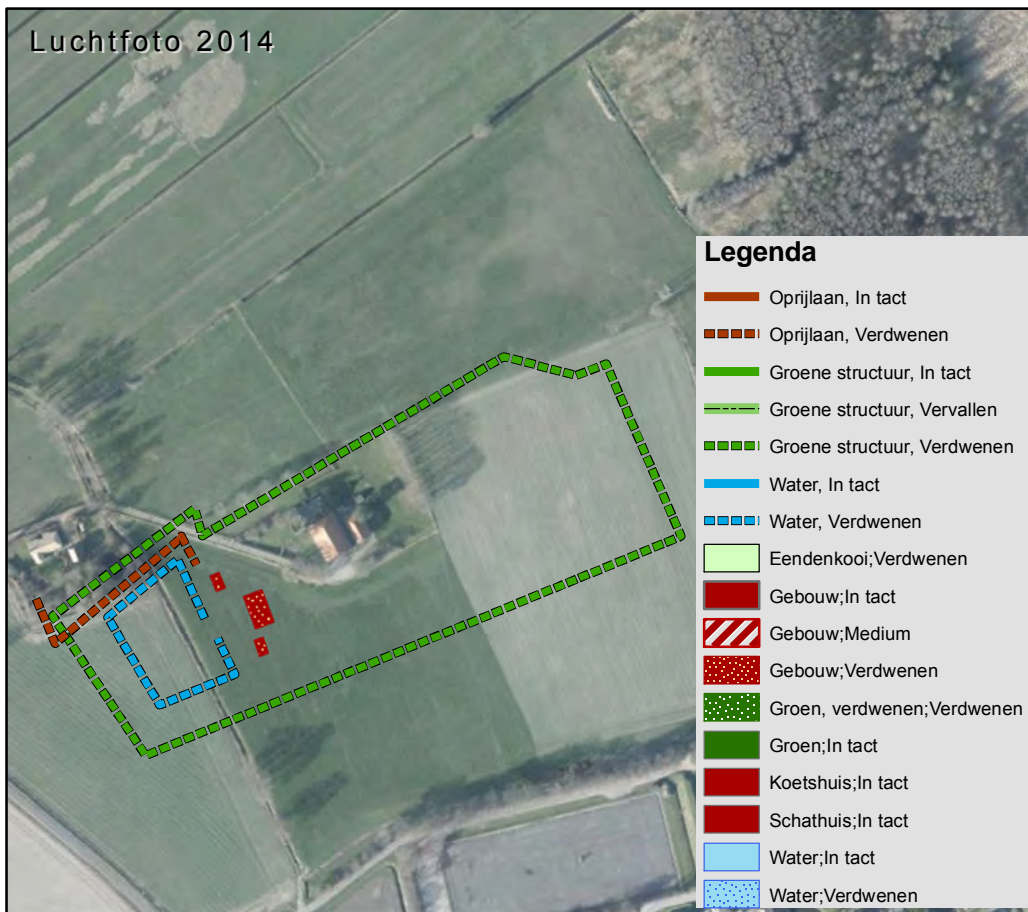 Luchtfoto 2014
Legenda
Oprijlaan, In tact
Oprijlaan, Verdwenen
Groene structuur, In tact
Groene structuur, Vervallen
Groene structuur, Verdwenen
Water, In tact
Water, Verdwenen
Eendenkooi;Verdwenen
Gebouw;In tact
Gebouw;Medium
Gebouw;Verdwenen
Groen, verdwenen;Verdwenen
Groen;In tact
Koetshuis;In tact
Schathuis;In tact
Water;In tact
Water;Verdwenen